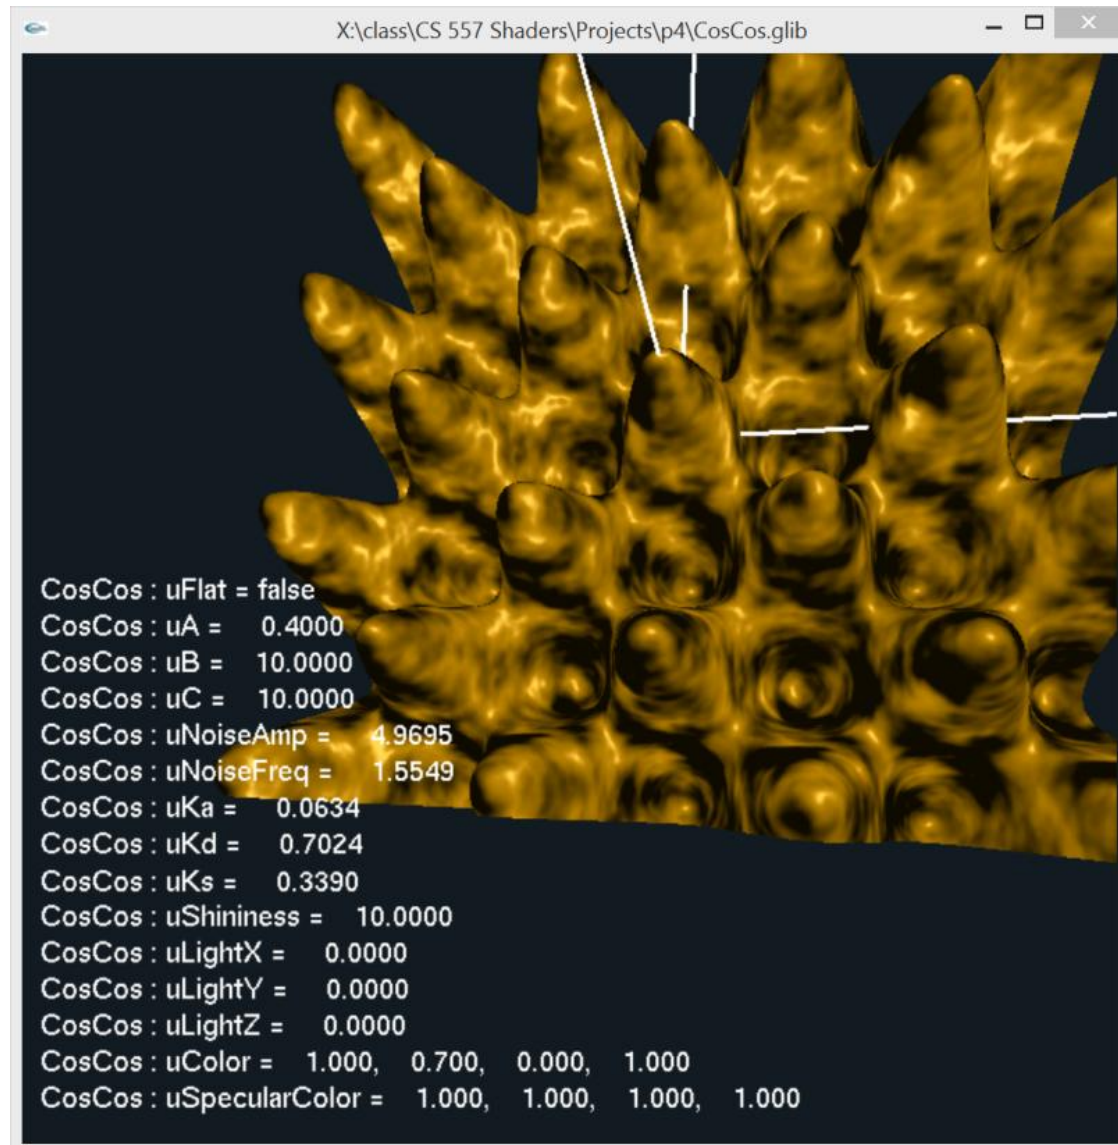 X:\class\CS 557 Shaders\Projects\p4\CosCos.glib
CosCos : uFlat = false
CosCos : uA = 0.4000
CosCos : uB = 10.0000
CosCos : uC = 10.0000
CosCos : uNoiseAmp = 4.9695
CosCos : uNoiseFreq = 1.5549
CosCos : uKa = 0.0634
CosCos : uKd = 0.7024
CosCos : uKs = 0.3390
CosCos : uShininess = 10.0000
CosCos : uLightX = 0.0000
CosCos : uLightY = 0.0000
CosCos : uLightZ = 0.0000
CosCos : uColor = 1.000, 0.700, 0.000, 1.000
CosCos : uSpecularColor = 1.000, 1.000, 1.000, 1.000